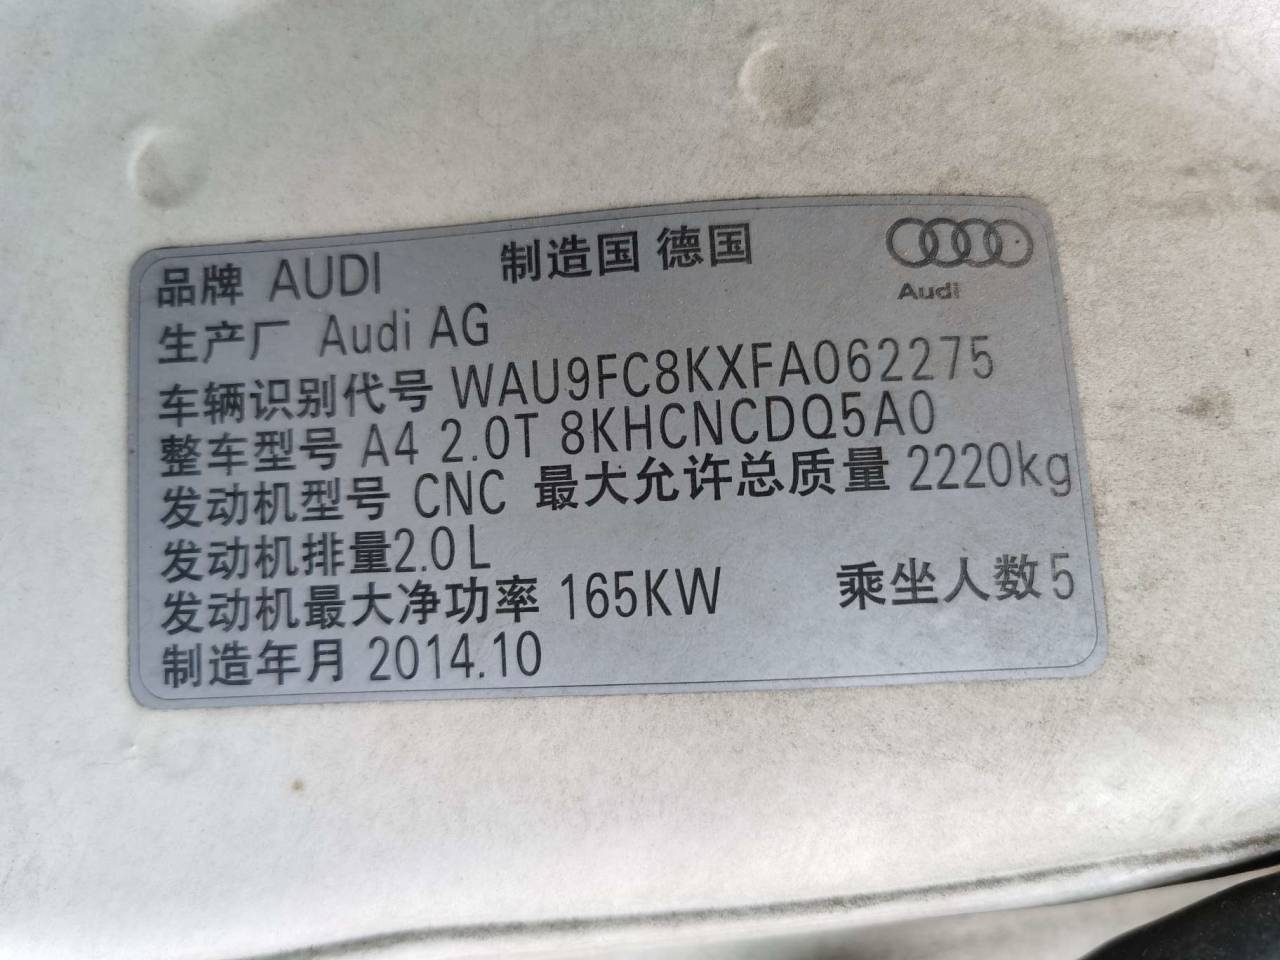 品牌 AUDI 制造国 德国
Audi
生产厂 Audi AG
车辆识别代号 WAU9FC8KXFA062275
整车型号 A4 2.0T 8KHCNCDQ5A0
发动机型号 CNC 最大允许总质量 2220kg
发动机排量2.0L
发动机最大净功率 165KW 乘坐人数5
制造年月 2014.10